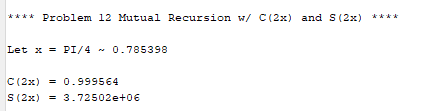 **** Problem 12 Mutual Recursion w/ C(2x) and S(2x) ****
Let x = PI/4 ~ 0.785398
C(2x) = 0.999564
S(2x) = 3.72502e+06